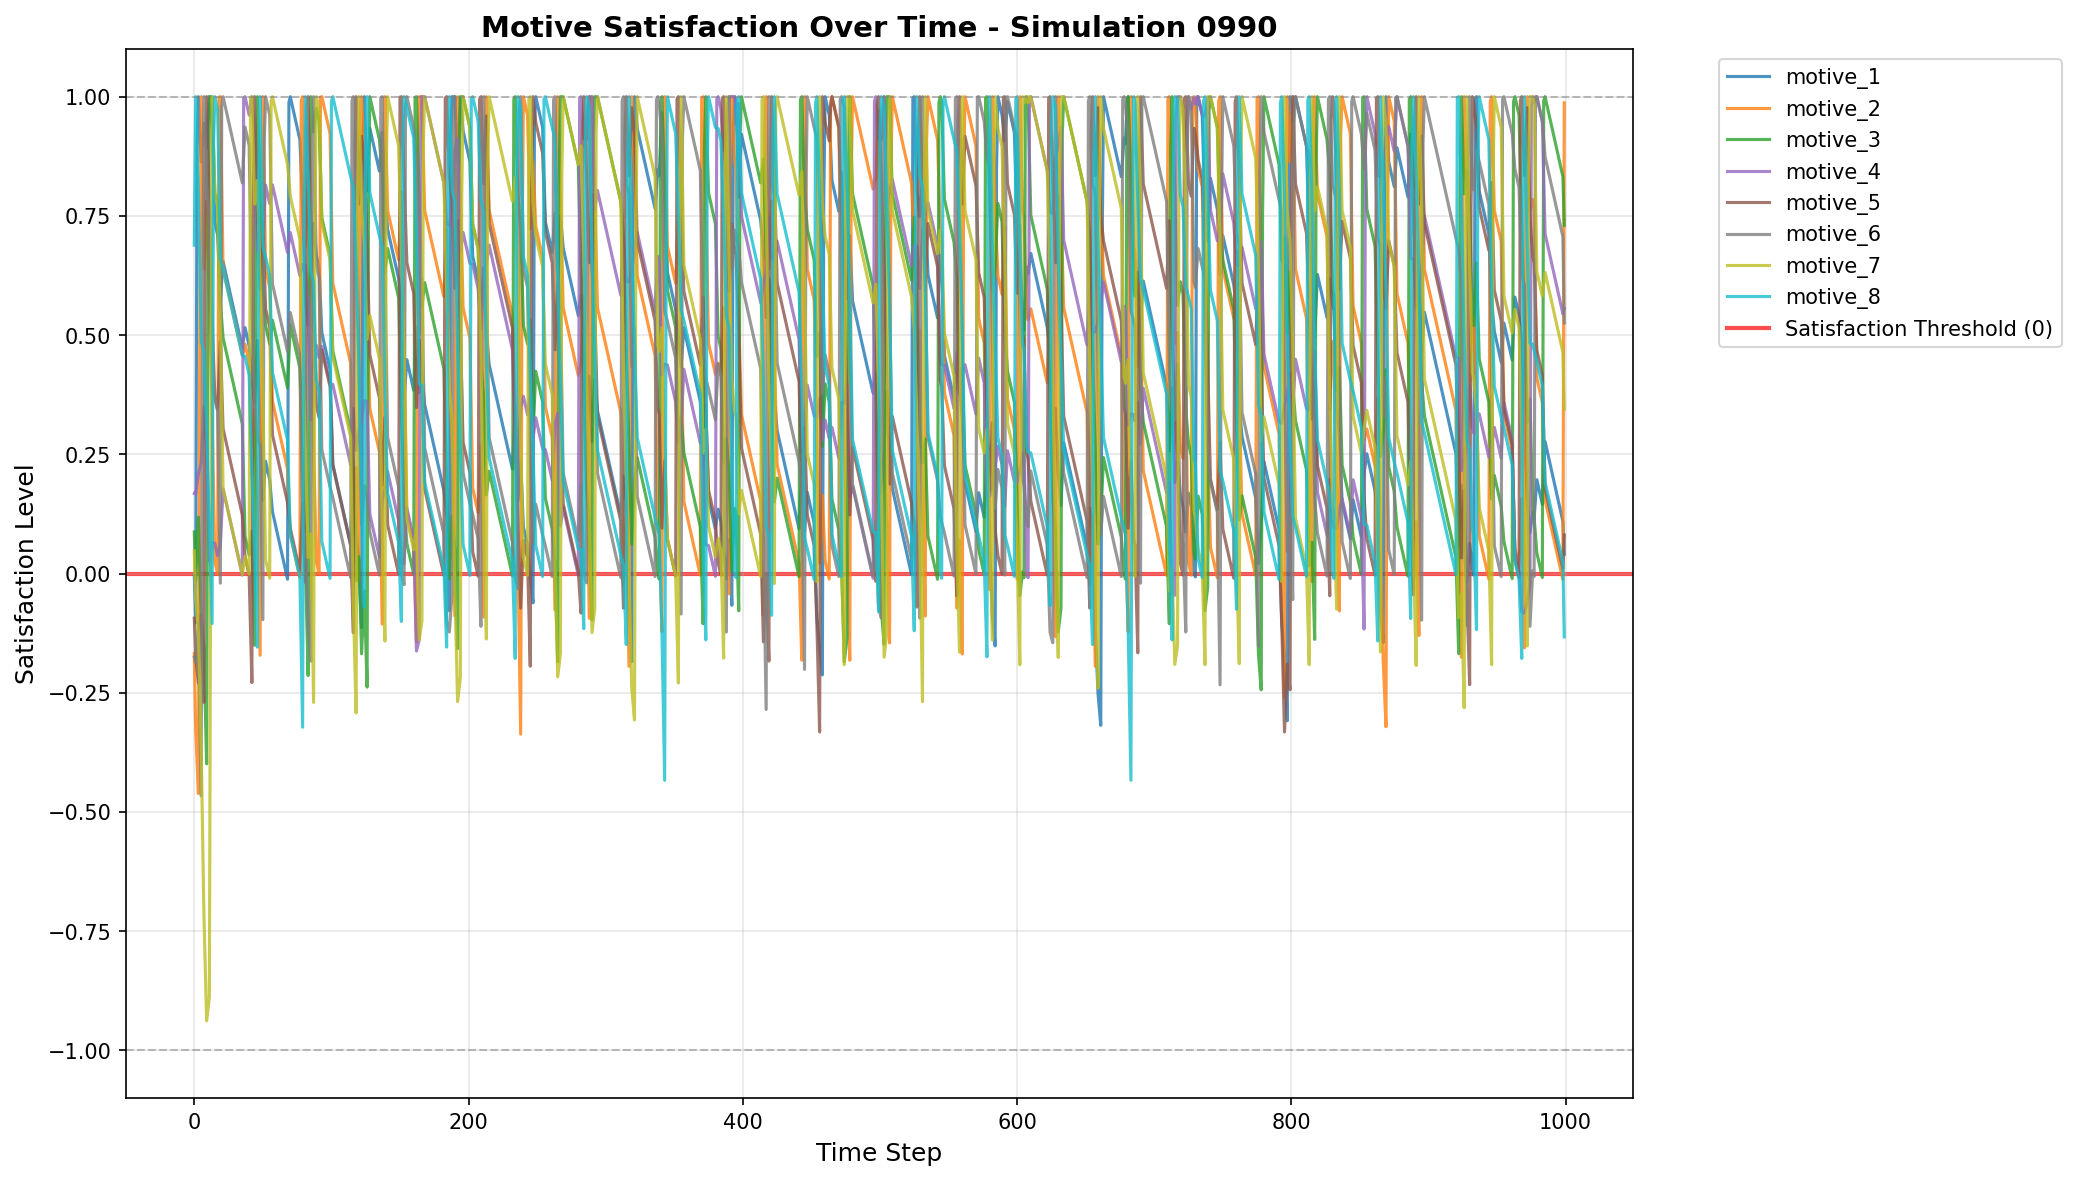 Motive Satisfaction Over Time - Simulation 0990
1.00
0.75
0.50
0.25
0.00
−0.25
−0.50
−0.75
−1.00
Satisfaction Level
0
200
400
600
800
1000
Time Step
motive_1
motive_2
motive_3
motive_4
motive_5
motive_6
motive_7
motive_8
Satisfaction Threshold (0)